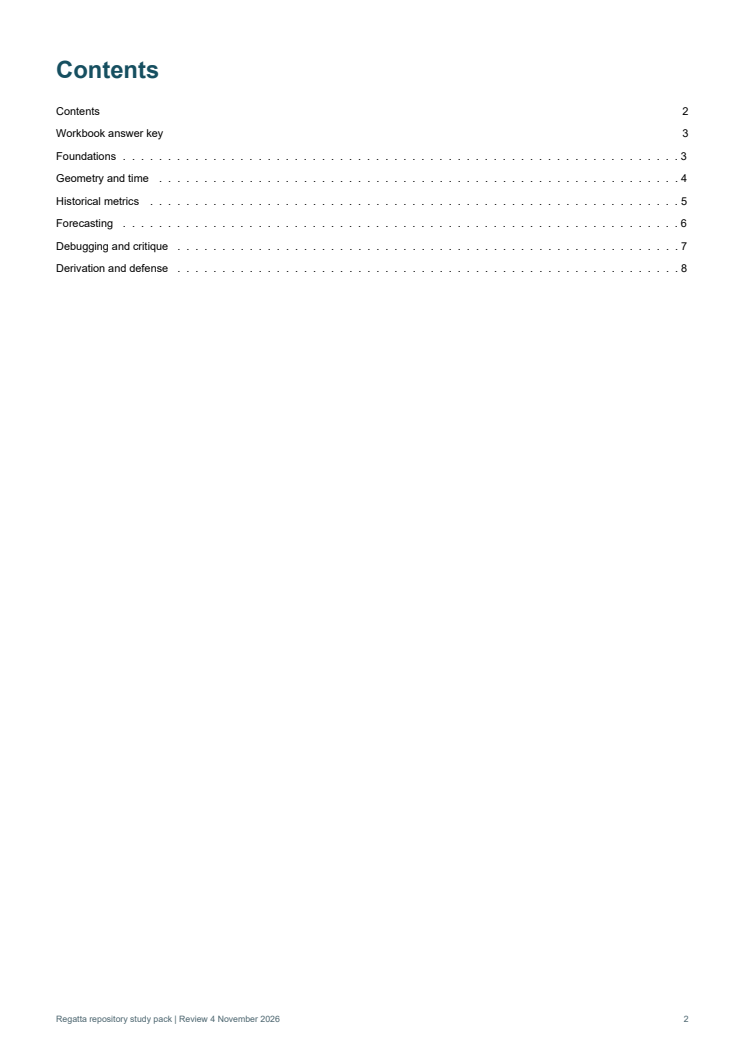 Contents
Contents 2
Workbook answer key 3
Foundations . . . . . . . . . . . . . . . . . . . . . . . . . . . . . . . . . . . . . . . . . . . . . . . . . . . . . . . . . . . . . . 3
Geometry and time . . . . . . . . . . . . . . . . . . . . . . . . . . . . . . . . . . . . . . . . . . . . . . . . . . . . . . . . . . 4
Historical metrics . . . . . . . . . . . . . . . . . . . . . . . . . . . . . . . . . . . . . . . . . . . . . . . . . . . . . . . . . . . 5
Forecasting . . . . . . . . . . . . . . . . . . . . . . . . . . . . . . . . . . . . . . . . . . . . . . . . . . . . . . . . . . . . . . 6
Debugging and critique . . . . . . . . . . . . . . . . . . . . . . . . . . . . . . . . . . . . . . . . . . . . . . . . . . . . . . . . 7
Derivation and defense . . . . . . . . . . . . . . . . . . . . . . . . . . . . . . . . . . . . . . . . . . . . . . . . . . . . . . . . 8
Regatta repository study pack | Review 4 November 2026 2